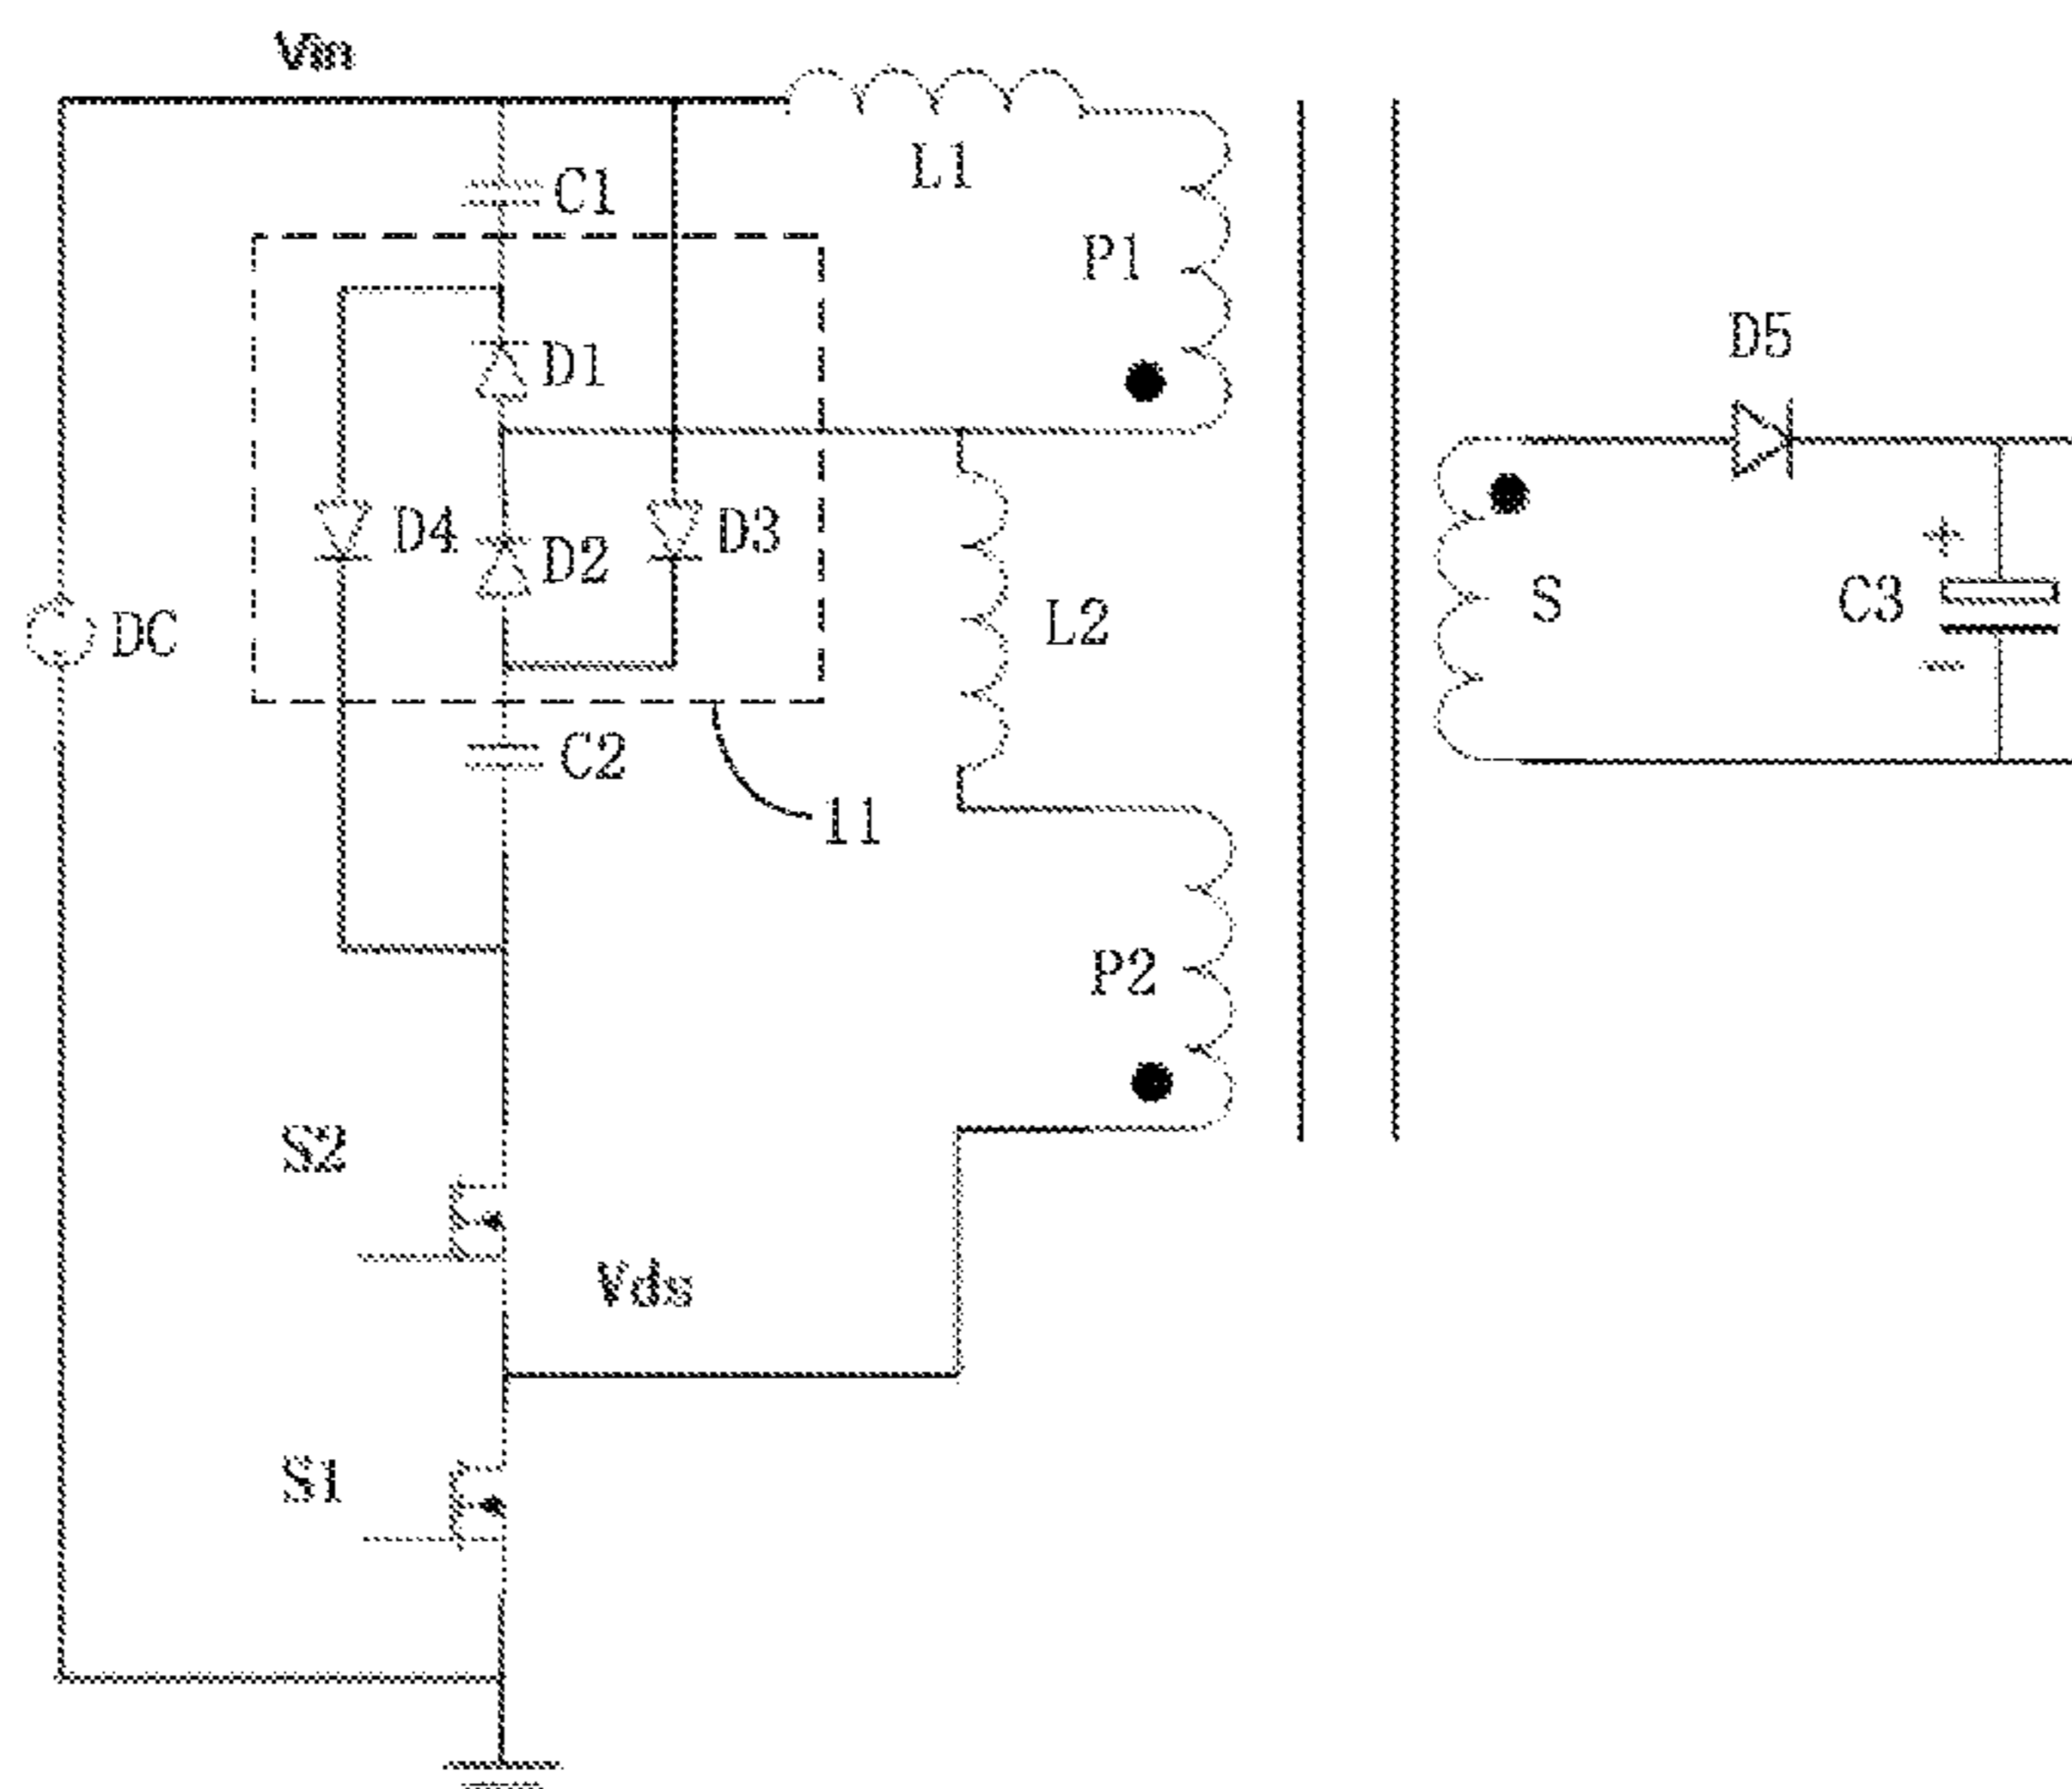 Vin
L1
C1
P1
D5
D1
D4
D3
D2
+
S
C3
DC
L2
−
C2
11
P2
S2
Vds
S1